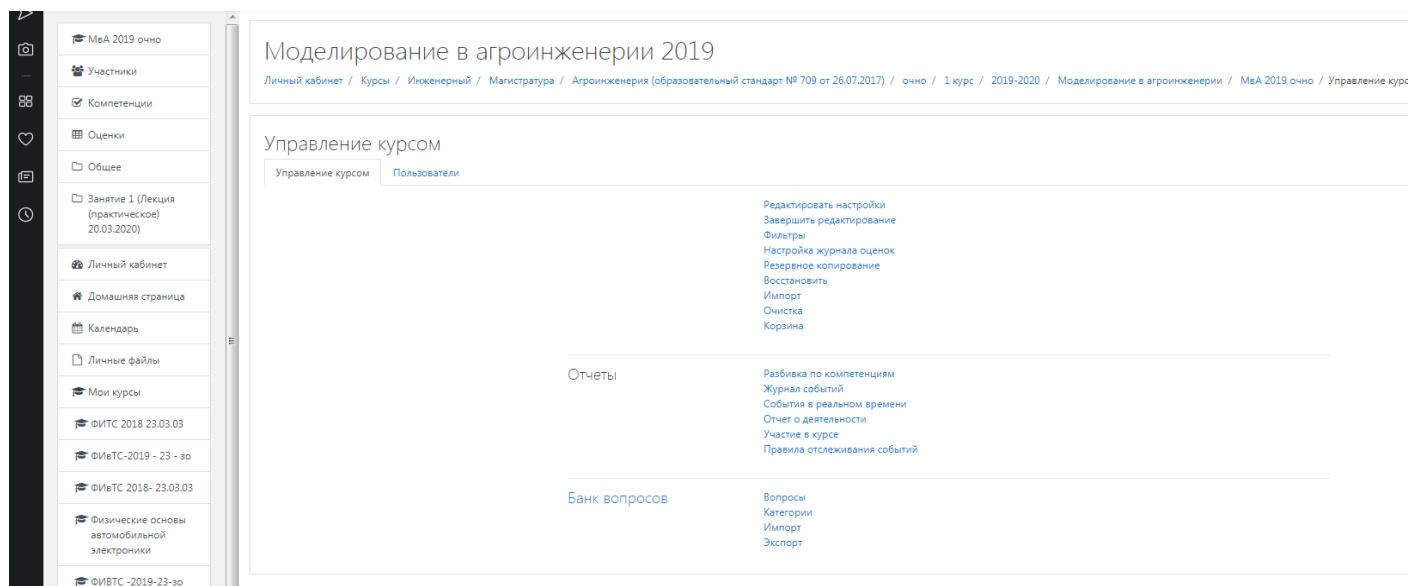 МвА 2019 очно
Участники
Компетенции
Оценки
Общее
Занятие 1 (Лекция
(практическое)
20.03.2020)
Личный кабинет
Домашняя страница
Календарь
Личные файлы
Мои курсы
ФИТС 2018 23.03.03
ФИвТС-2019 - 23 - зо
ФИвТС 2018- 23.03.03
Физические основы
автомобильной
электроники
ФИВТС -2019-23-зо
Моделирование в агроинженерии 2019
Личный кабинет / Курсы / Инженерный / Магистратура / Агроинженерия (образовательный стандарт № 709 от 26.07.2017) / очно / 1 курс / 2019-2020 / Моделирование в агроинженерии / МвА 2019 очно / Управление курс
Управление курсом
Управление курсом Пользователи
Редактировать настройки
Завершить редактирование
Фильтры
Настройка журнала оценок
Резервное копирование
Восстановить
Импорт
Очистка
Корзина
Отчеты
Разбивка по компетенциям
Журнал событий
События в реальном времени
Отчет о деятельности
Участие в курсе
Правила отслеживания событий
Банк вопросов
Вопросы
Категории
Импорт
Экспорт